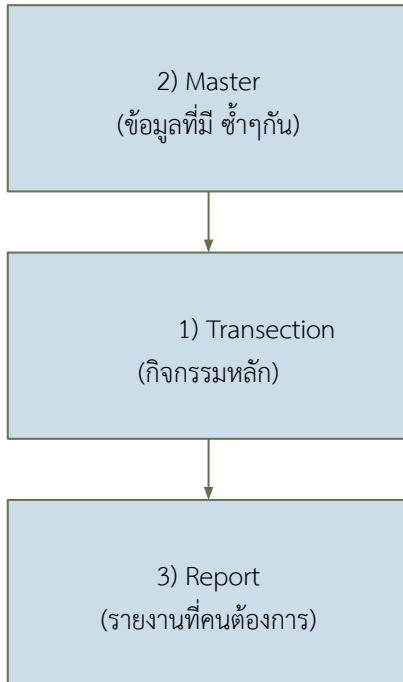 2) Master
(ข้อมูลที่มี ซ้ำๆกัน)
1) Transection
(กิจกรรมหลัก)
3) Report
(รายงานที่คนต้องการ)